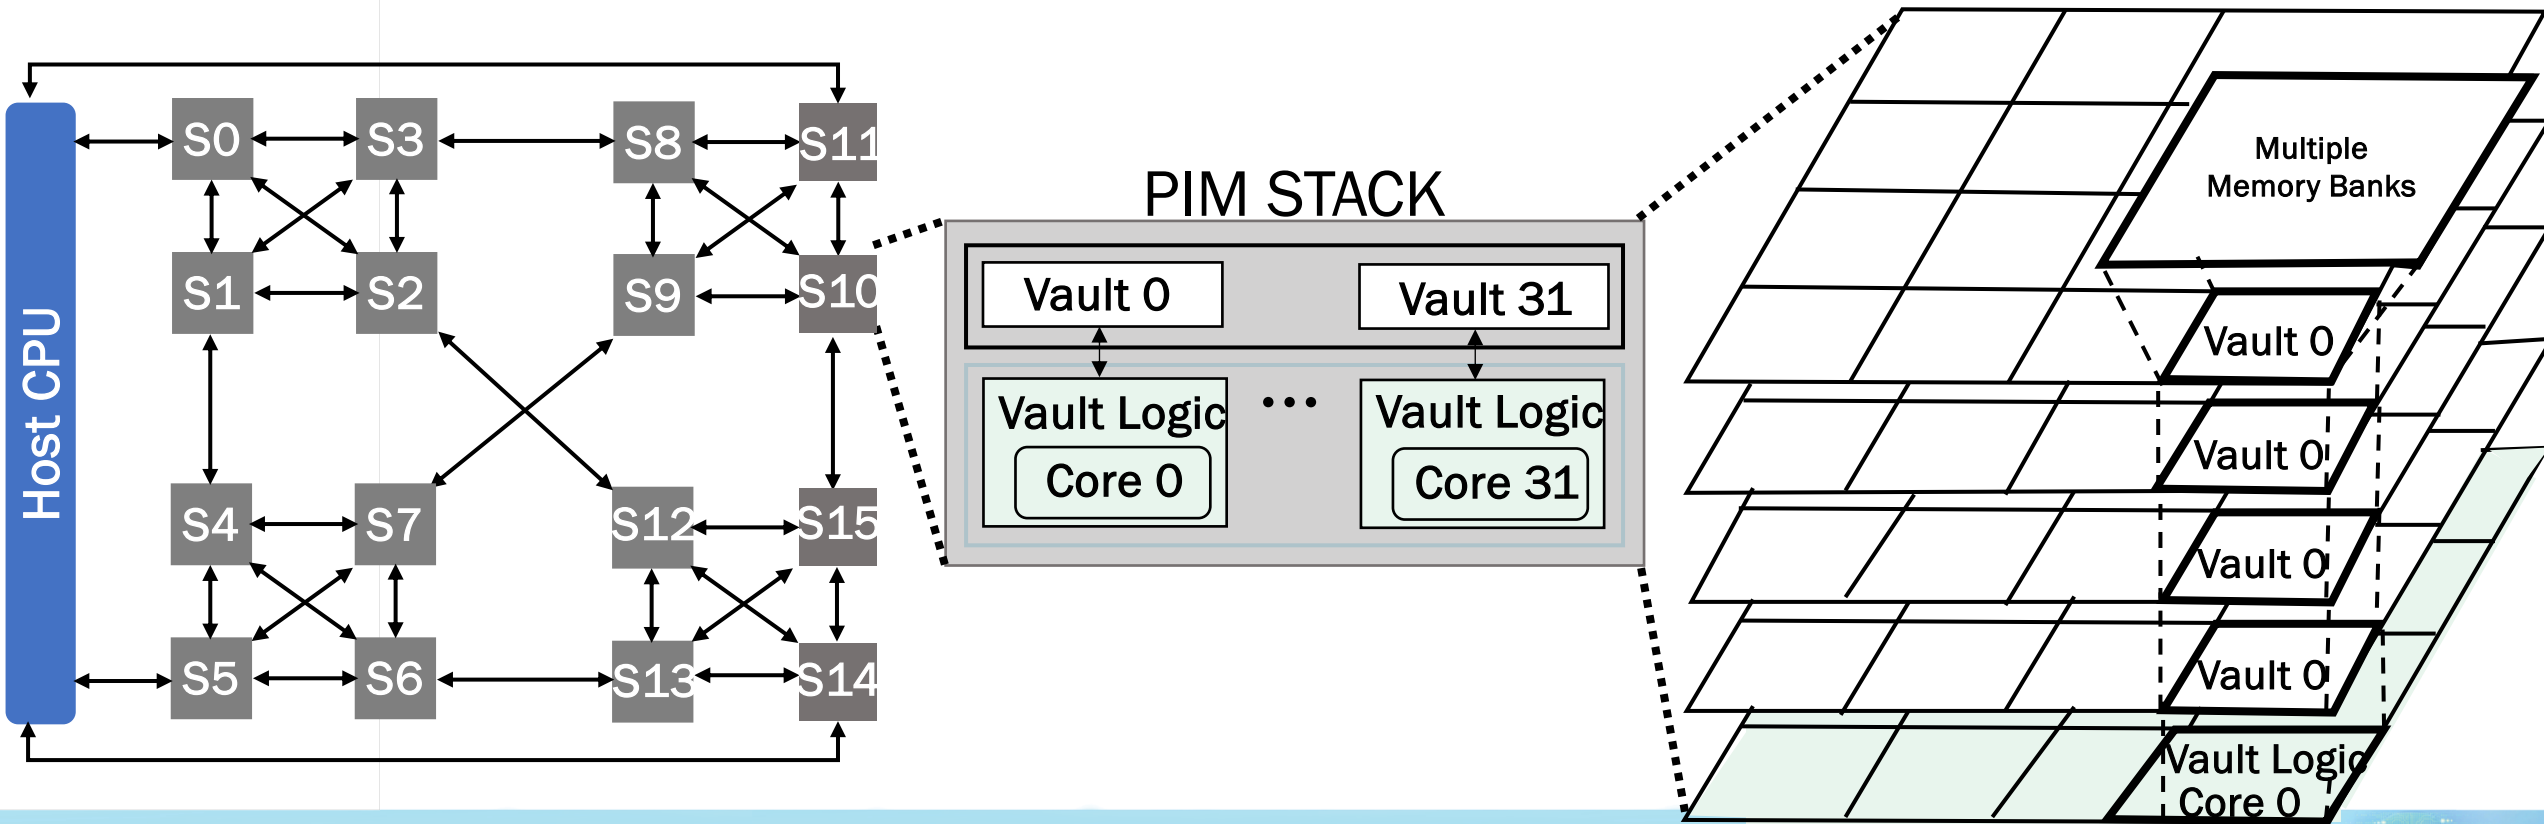 Host CPU
S0
S3
S8
S11
S1
S2
S9
S10
S4
S7
S12
S15
S5
S6
S13
S14
PIM STACK
Vault 0
Vault 31
Vault Logic
Core 0
...
Vault Logic
Core 31
Multiple
Memory Banks
Vault 0
Vault 0
Vault 0
Vault 0
Vault Logic
Core 0